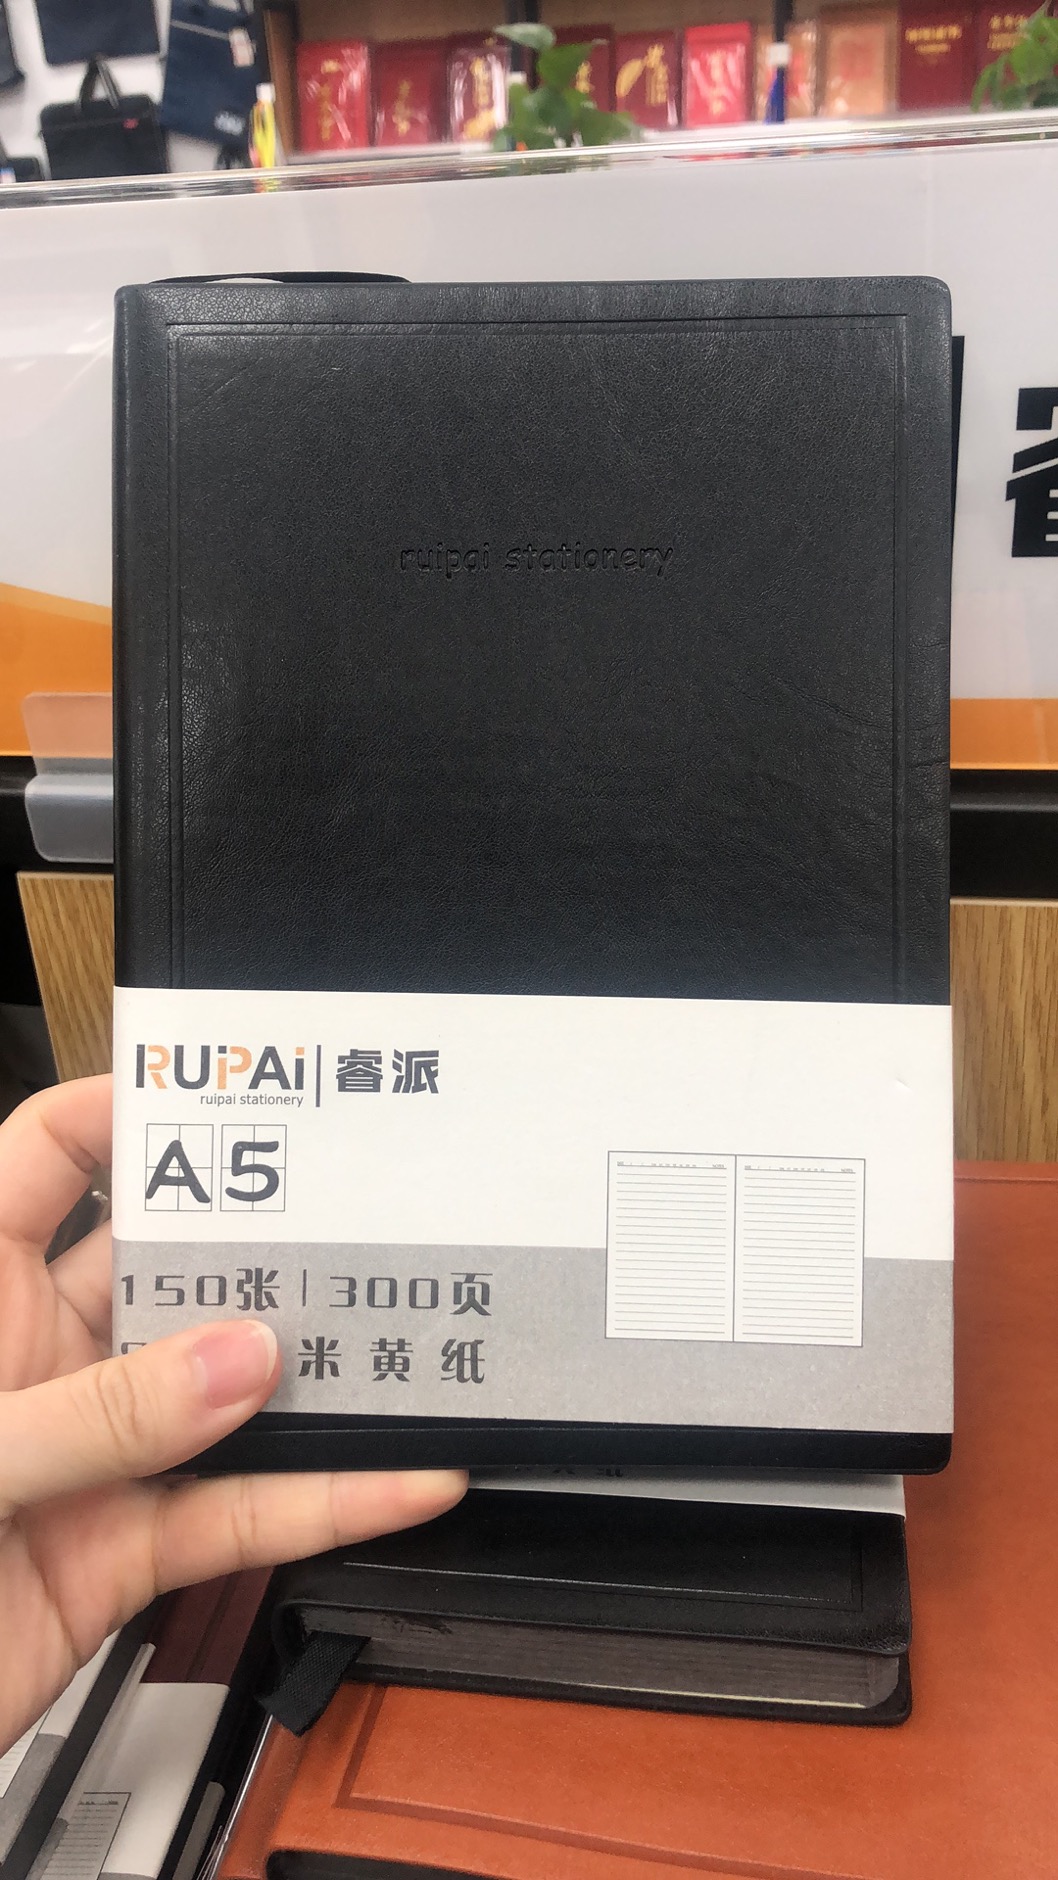 ruipai stationery
RUiPAi 睿派
ruipai stationery
A5
150张 | 300页
米黄纸